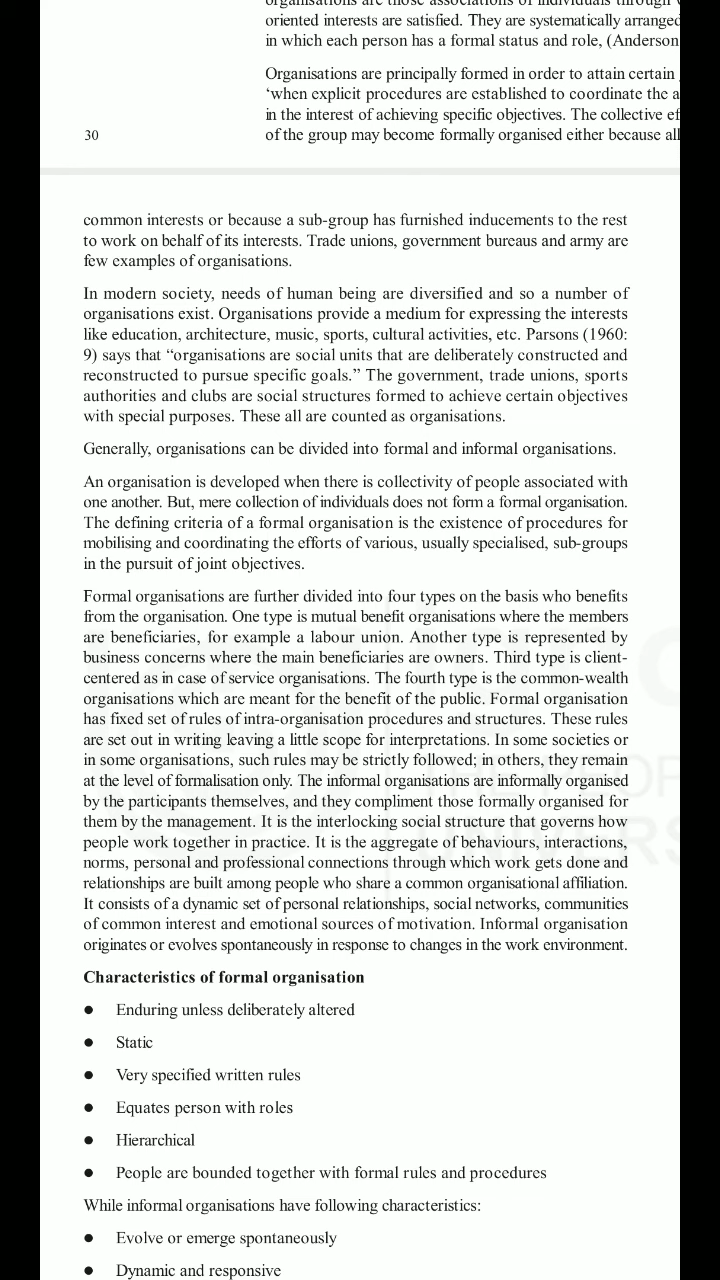 organisations are those associations of individuals through
oriented interests are satisfied. They are systematically arranged
in which each person has a formal status and role, (Anderson
Organisations are principally formed in order to attain certain
‘when explicit procedures are established to coordinate the a
in the interest of achieving specific objectives. The collective ef
30
of the group may become formally organised either because all
common interests or because a sub-group has furnished inducements to the rest
to work on behalf of its interests. Trade unions, government bureaus and army are
few examples of organisations.
In modern society, needs of human being are diversified and so a number of
organisations exist. Organisations provide a medium for expressing the interests
like education, architecture, music, sports, cultural activities, etc. Parsons (1960:
9) says that “organisations are social units that are deliberately constructed and
reconstructed to pursue specific goals.” The government, trade unions, sports
authorities and clubs are social structures formed to achieve certain objectives
with special purposes. These all are counted as organisations.
Generally, organisations can be divided into formal and informal organisations.
An organisation is developed when there is collectivity of people associated with
one another. But, mere collection of individuals does not form a formal organisation.
The defining criteria of a formal organisation is the existence of procedures for
mobilising and coordinating the efforts of various, usually specialised, sub-groups
in the pursuit of joint objectives.
Formal organisations are further divided into four types on the basis who benefits
from the organisation. One type is mutual benefit organisations where the members
are beneficiaries, for example a labour union. Another type is represented by
business concerns where the main beneficiaries are owners. Third type is client-
centered as in case of service organisations. The fourth type is the common-wealth
organisations which are meant for the benefit of the public. Formal organisation
has fixed set of rules of intra-organisation procedures and structures. These rules
are set out in writing leaving a little scope for interpretations. In some societies or
in some organisations, such rules may be strictly followed; in others, they remain
at the level of formalisation only. The informal organisations are informally organised
by the participants themselves, and they compliment those formally organised for
them by the management. It is the interlocking social structure that governs how
people work together in practice. It is the aggregate of behaviours, interactions,
norms, personal and professional connections through which work gets done and
relationships are built among people who share a common organisational affiliation.
It consists of a dynamic set of personal relationships, social networks, communities
of common interest and emotional sources of motivation. Informal organisation
originates or evolves spontaneously in response to changes in the work environment.
Characteristics of formal organisation
● Enduring unless deliberately altered
● Static
● Very specified written rules
● Equates person with roles
● Hierarchical
● People are bounded together with formal rules and procedures
While informal organisations have following characteristics:
● Evolve or emerge spontaneously
● Dynamic and responsive